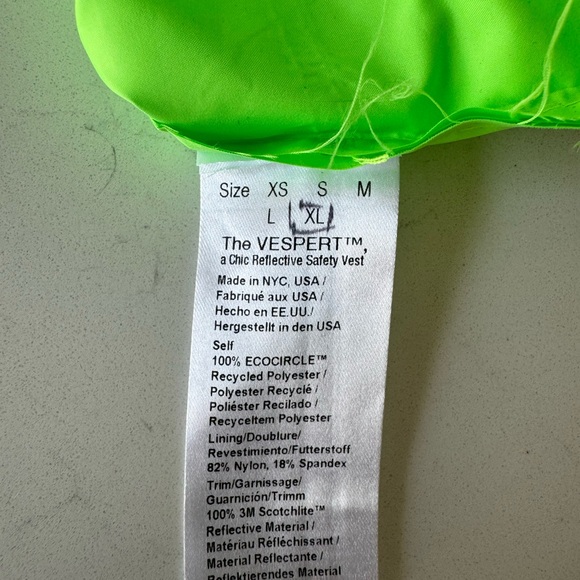 Size XS S M
L XL
The VESPERT™,
a Chic Reflective Safety Vest
Made in NYC, USA /
Fabriqué aux USA /
Hecho en EE.UU./
Hergestellt in den USA
Self
100% ECOCIRCLE™
Recycled Polyester /
Polyester Recyclé /
Poliéster Recilado /
Recyceltem Polyester
Lining/Doublure/
Revestimiento/Futterstoff
82% Nylon, 18% Spandex
Trim/Garnissage/
Guarnición/Trimm
100% 3M Scotchlite™
Reflective Material /
Matériau Réfléchissant /
Material Reflectante /
Reflektierendes Material